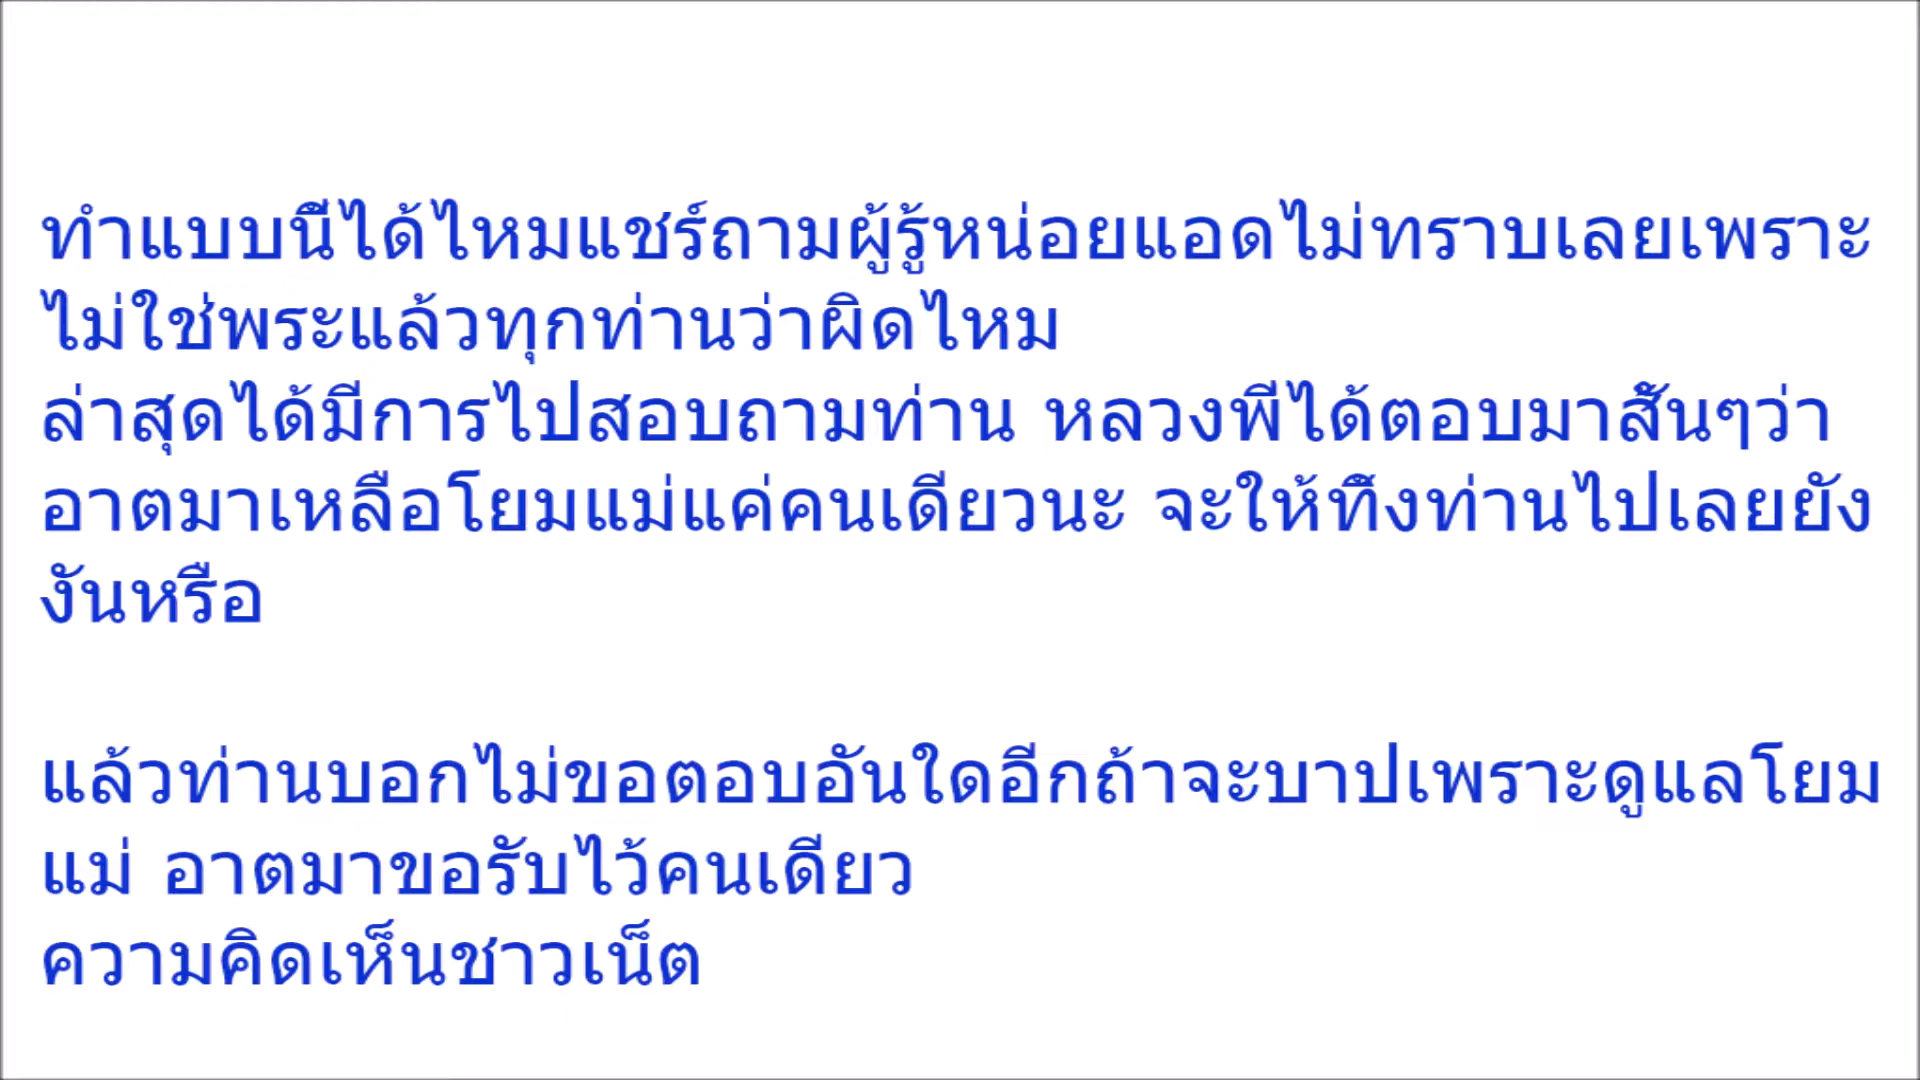 ทำแบบนี้ได้ไหมแชร์ถามผู้รู้หน่อยแอดไม่ทราบเลยเพราะ
ไม่ใช่พระแล้วทุกท่านว่าผิดไหม
ล่าสุดได้มีการไปสอบถามท่าน หลวงพี่ได้ตอบมาสั้นๆว่า
อาตมาเหลือโยมแม่แค่คนเดียวนะ จะให้ทึ้งท่านไปเลยยัง
งันหรือ
แล้วท่านบอกไม่ขอตอบอันใดอีกถ้าจะบาปเพราะดูแลโยม
แม่ อาตมาขอรับไว้คนเดียว
ความคิดเห็นชาวเน็ต